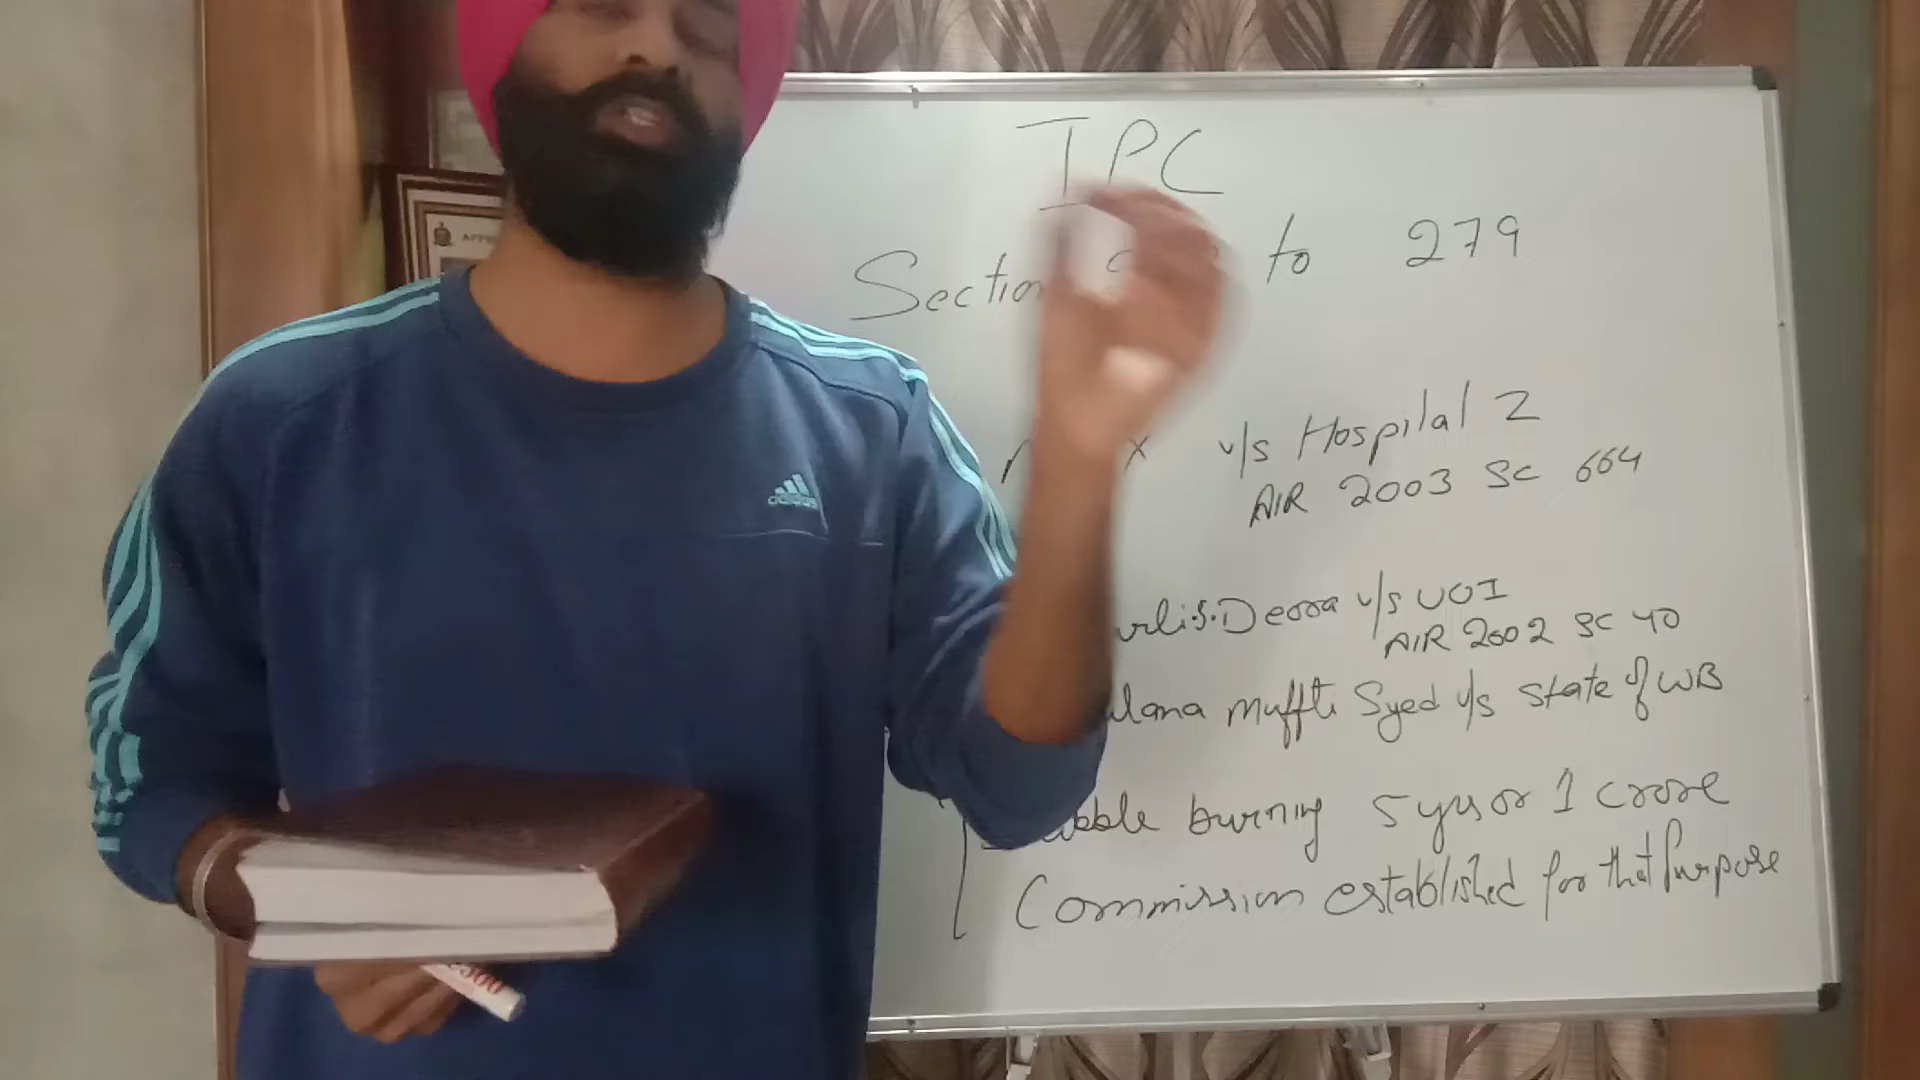 IPC
Section to 279
x v/s Hospital Z
AIR 2003 SC 664
v/s UOI
AIR 2002 SC 40
Muffti Syed v/s State of WB
burning 5 yrs or 1 crore
Commission established for that Purpose
adidas